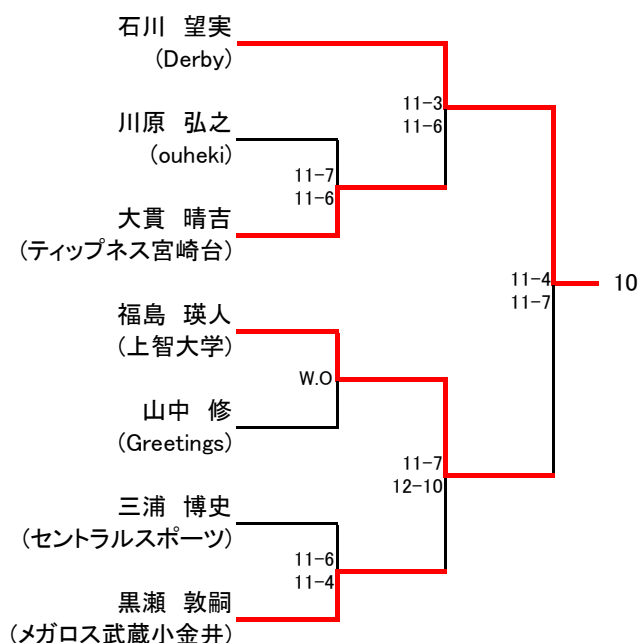 石川　望実
(Derby)
11-3
11-6
川原　弘之
(ouheki)
11-7
11-6
大貫　晴吉
(ティップネス宮崎台)
11-4
11-7
10
福島　瑛人
(上智大学)
W.O
山中　修
(Greetings)
11-7
12-10
三浦　博史
(セントラルスポーツ)
11-6
11-4
黒瀬　敦嗣
(メガロス武蔵小金井)